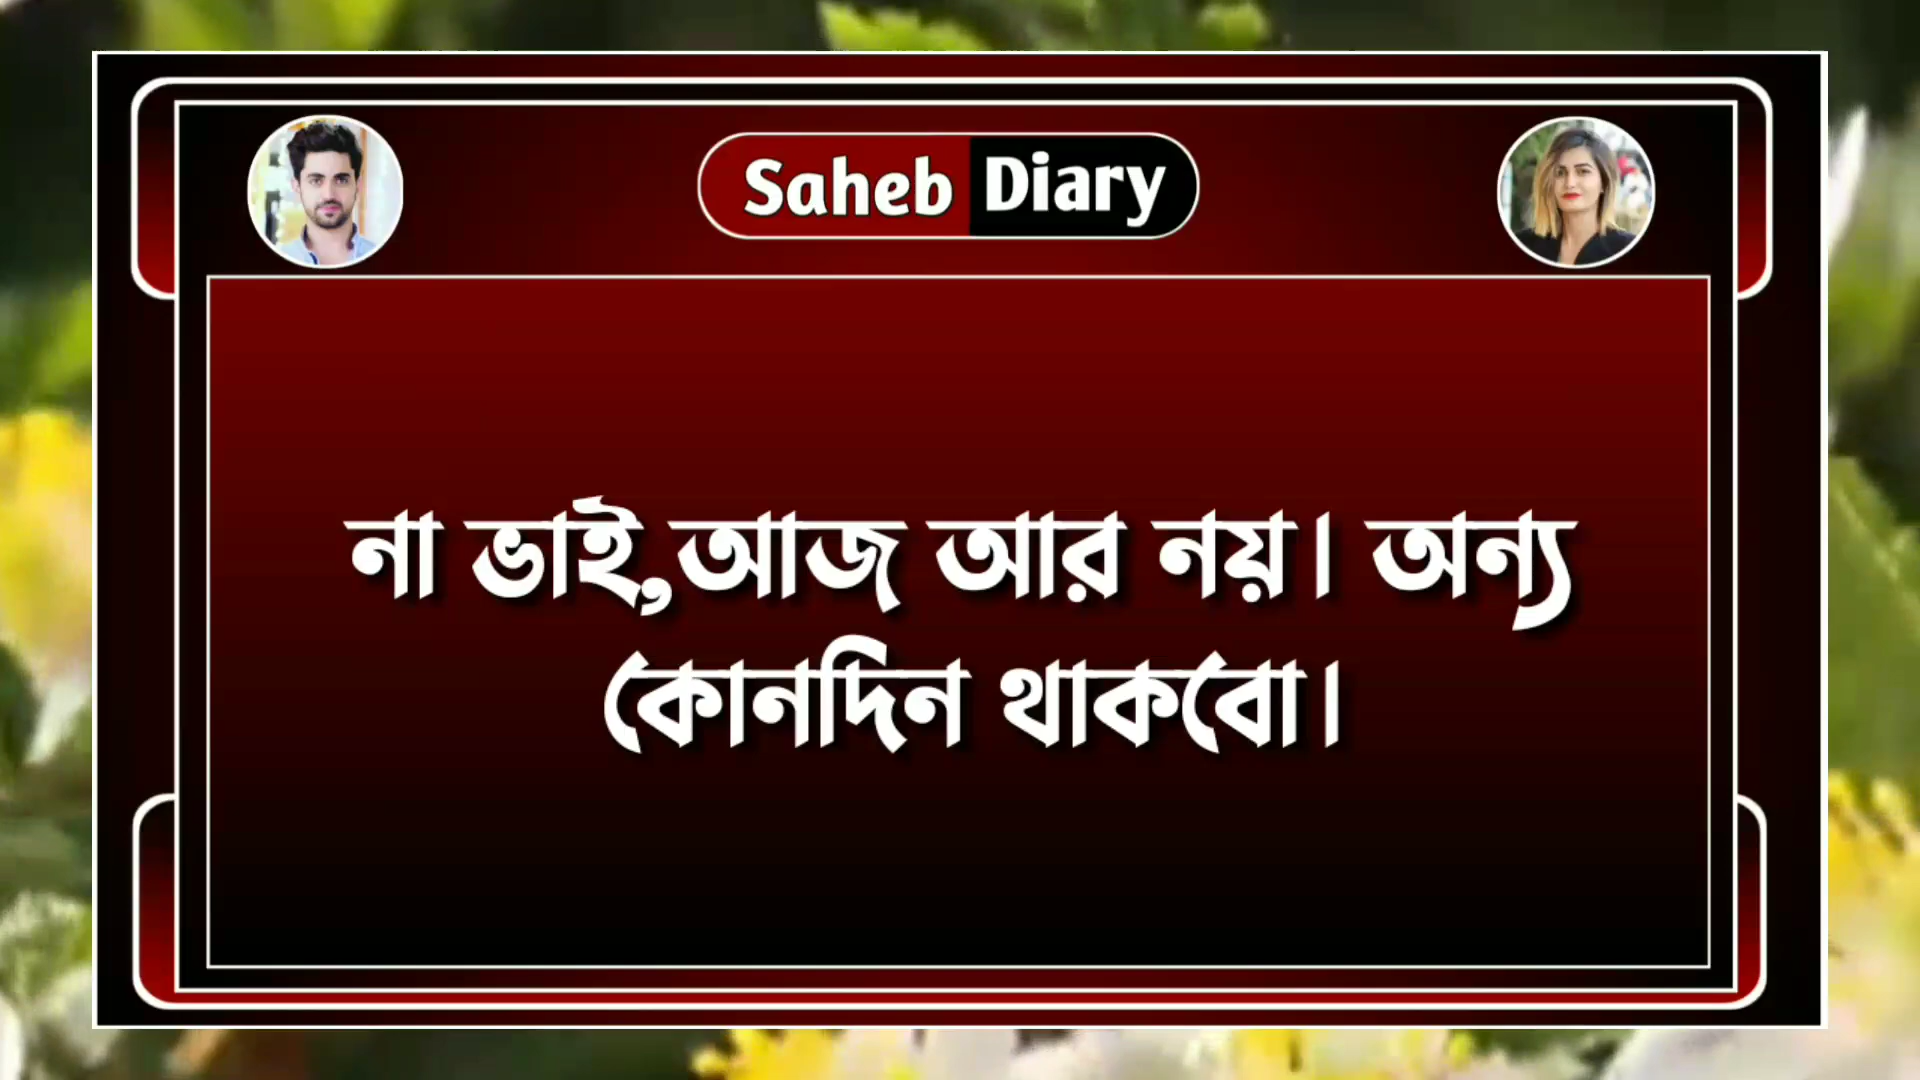 Saheb Diary
না ভাই,আজ আর নয়। অন্য
কোনদিন থাকবো।